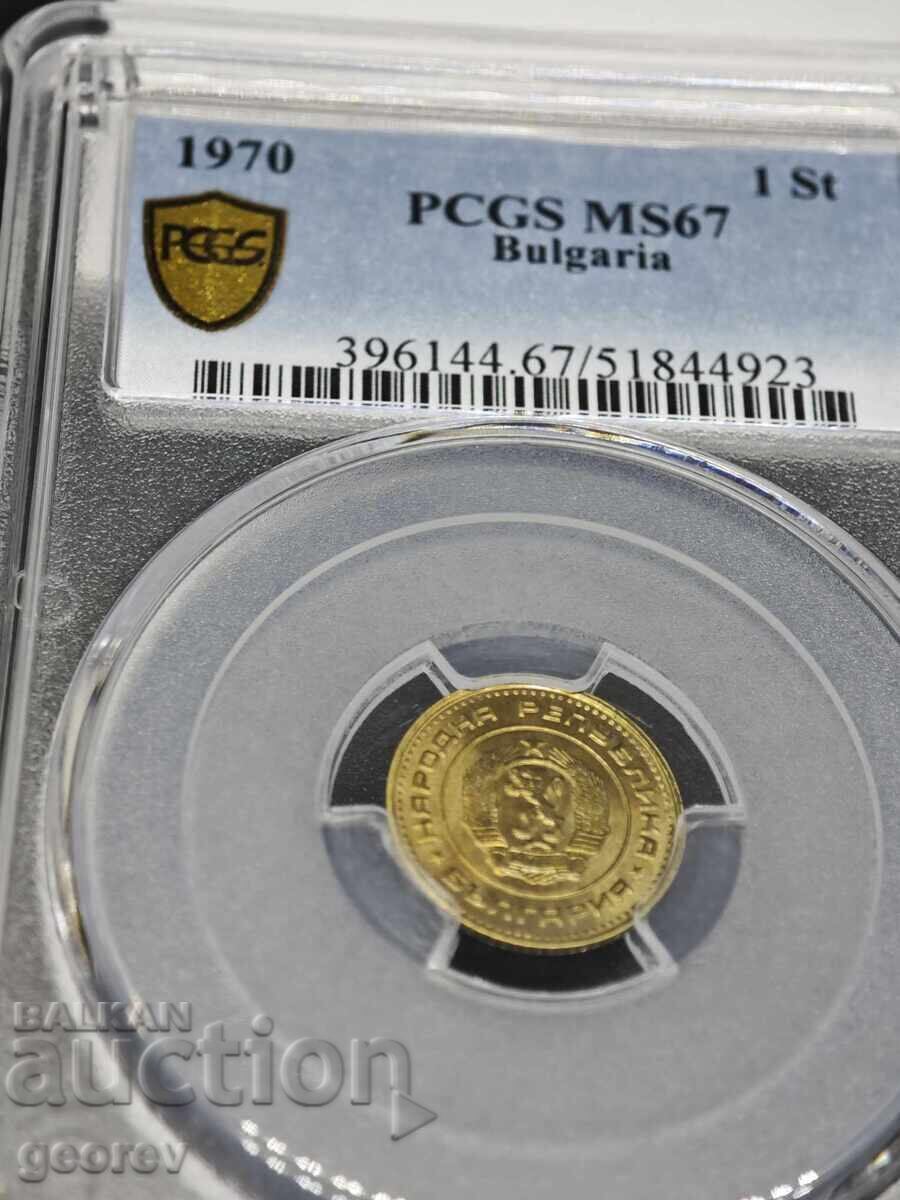 1970
1 St
PCGS MS67
Bulgaria
PCGS
396144.67/51844923
НАРОДНА РЕПУБЛИКА
БЪЛГАРИЯ
BALKAN
auction
georev